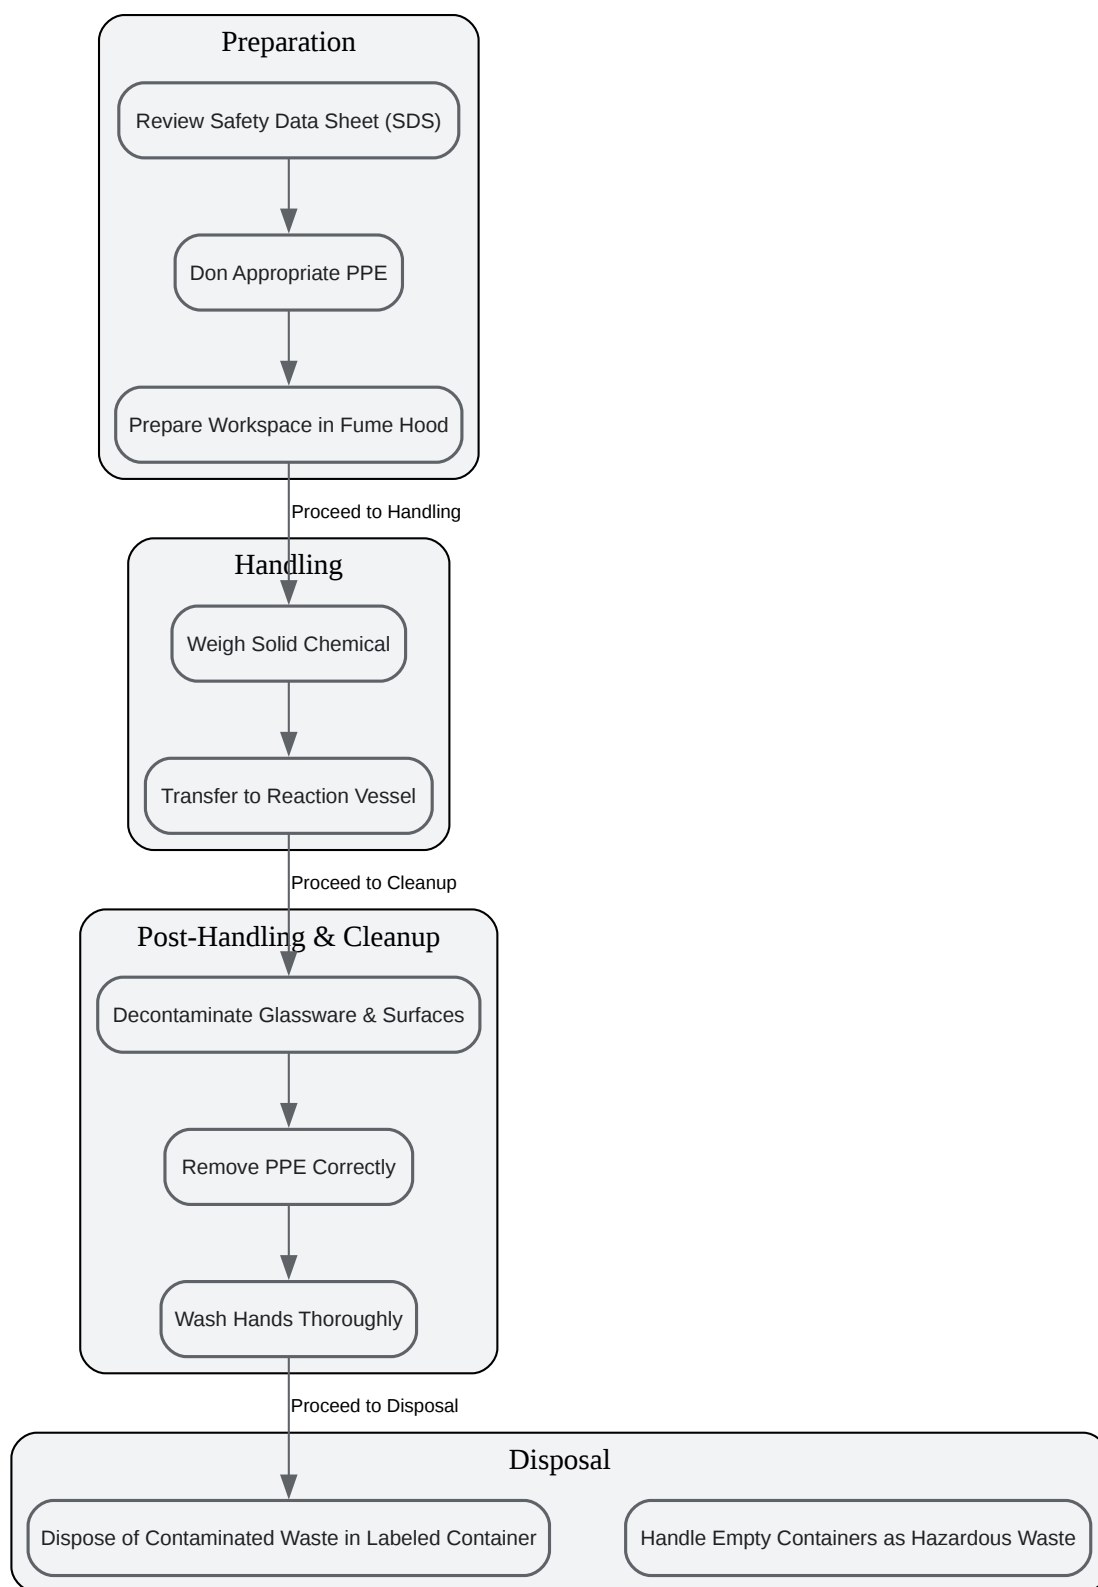 Preparation
Review Safety Data Sheet (SDS)
Don Appropriate PPE
Prepare Workspace in Fume Hood
Proceed to Handling
Handling
Weigh Solid Chemical
Transfer to Reaction Vessel
Proceed to Cleanup
Post-Handling & Cleanup
Decontaminate Glassware & Surfaces
Remove PPE Correctly
Wash Hands Thoroughly
Proceed to Disposal
Disposal
Dispose of Contaminated Waste in Labeled Container
Handle Empty Containers as Hazardous Waste